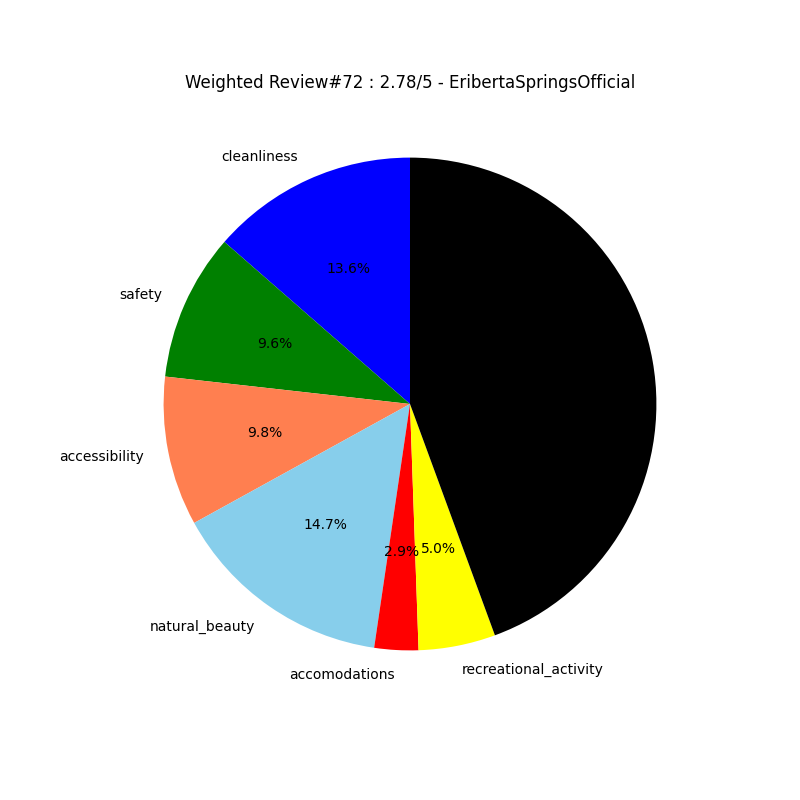 Weighted Review#72 : 2.78/5 - EribertaSpringsOfficial
cleanliness
13.6%
safety
9.6%
accessibility
9.8%
natural_beauty
14.7%
accomodations
2.9%
recreational_activity
5.0%